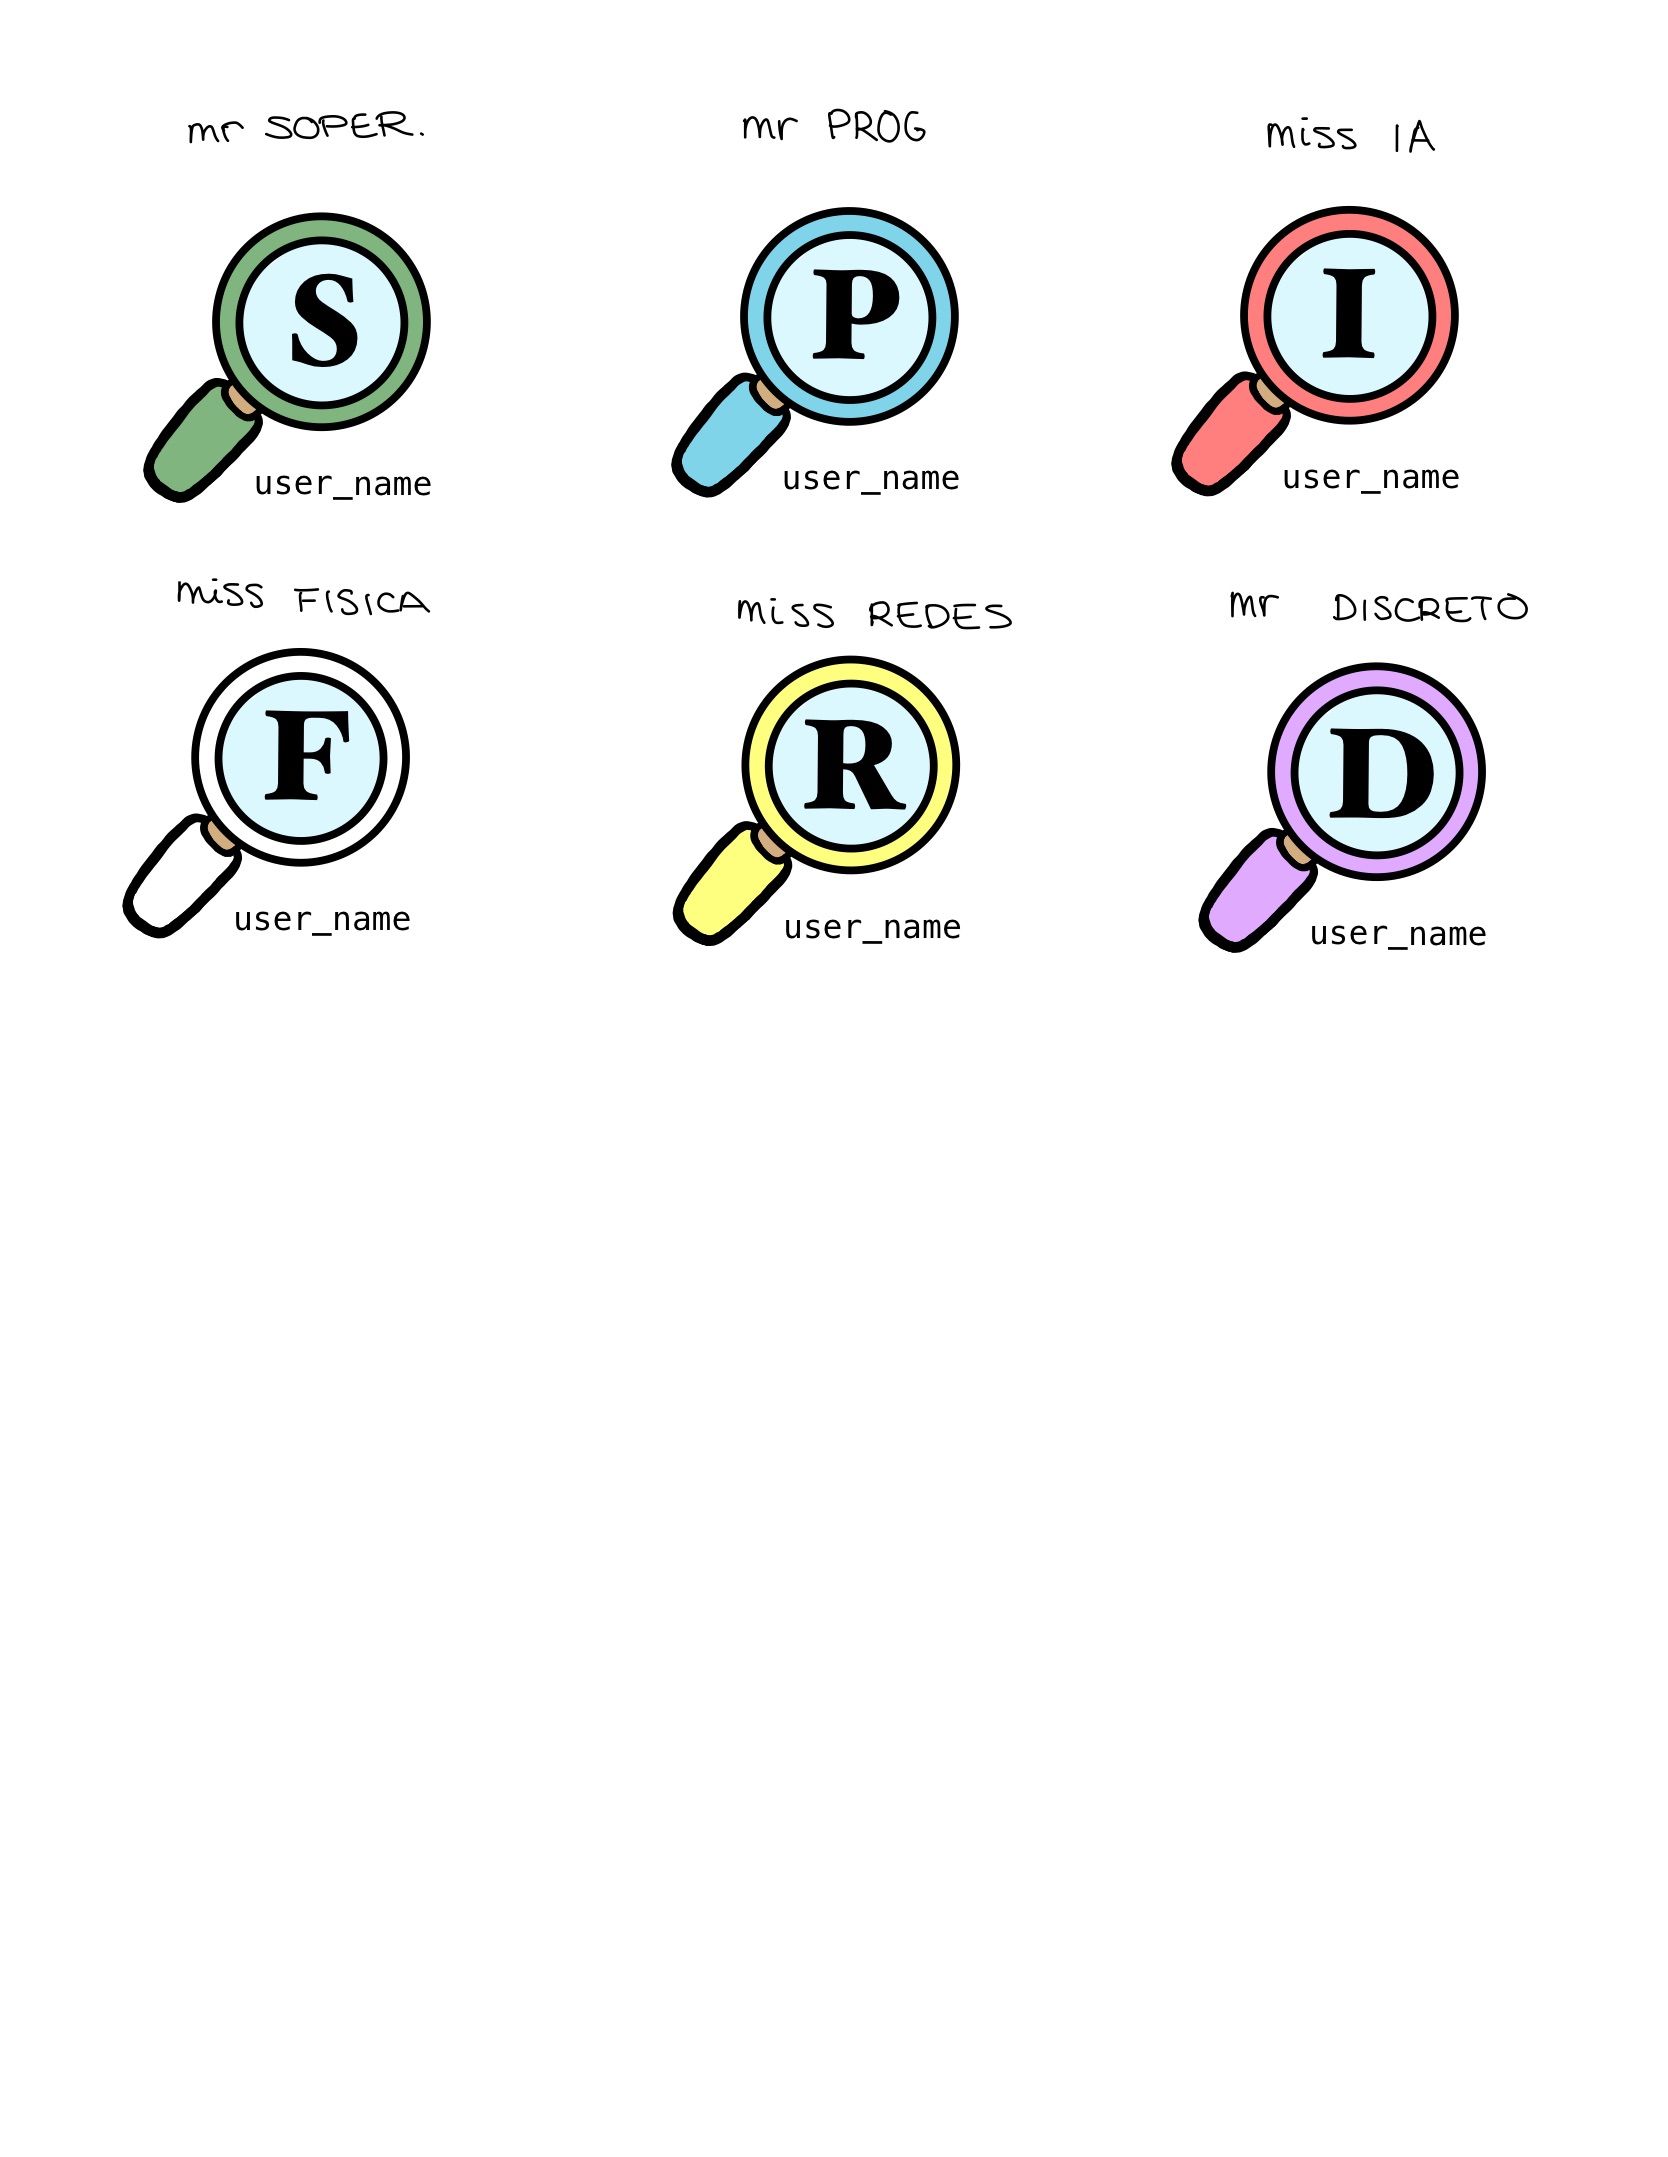 mr SOPER.
mr PROG
miss IA
S
P
I
user_name
user_name
user_name
miss FISICA
miss REDES
mr DISCRETO
F
R
D
user_name
user_name
user_name